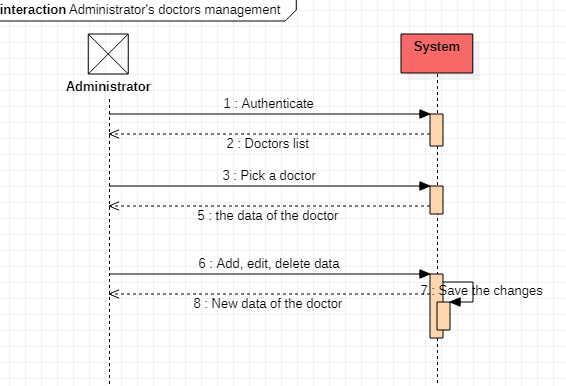 interaction Administrator's doctors management
System
Administrator
1 : Authenticate
2 : Doctors list
3 : Pick a doctor
5 : the data of the doctor
6 : Add, edit, delete data
7 : Save the changes
8 : New data of the doctor